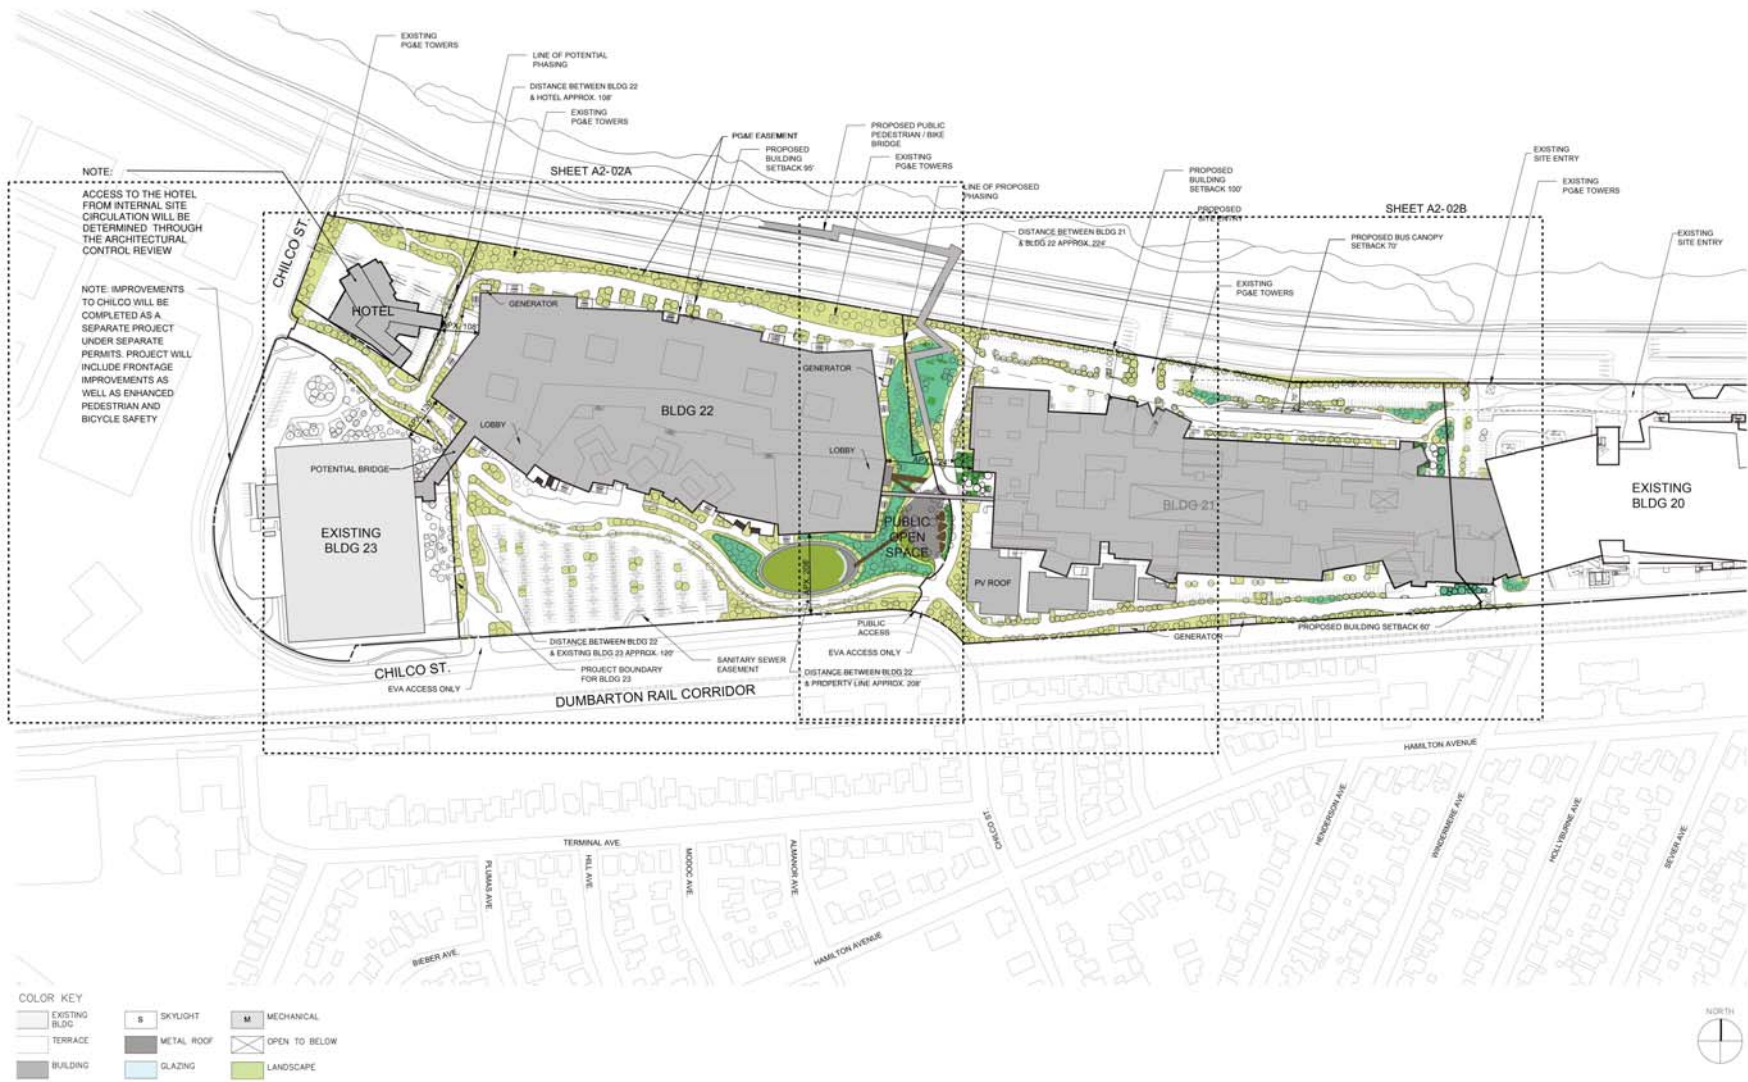 EXISTING
PG&E TOWERS
LINE OF POTENTIAL
PHASING
DISTANCE BETWEEN BLDG 22
& HOTEL APPROX. 108'
EXISTING
PG&E TOWERS
PG&E EASEMENT
PROPOSED
BUILDING
SETBACK 95'
PROPOSED PUBLIC
PEDESTRIAN / BIKE
BRIDGE
EXISTING
PG&E TOWERS
LINE OF PROPOSED
PHASING
DISTANCE BETWEEN BLDG 21
& BLDG 22 APPROX. 224'
PROPOSED
BUILDING
SETBACK 100'
PROPOSED
SITE ENTRY
EXISTING
PG&E TOWERS
PROPOSED BUS CANOPY
SETBACK 70'
EXISTING
SITE ENTRY
EXISTING
PG&E TOWERS
EXISTING
SITE ENTRY
SHEET A2-02A
SHEET A2-02B
NOTE:
ACCESS TO THE HOTEL
FROM INTERNAL SITE
CIRCULATION WILL BE
DETERMINED THROUGH
THE ARCHITECTURAL
CONTROL REVIEW
NOTE: IMPROVEMENTS
TO CHILCO WILL BE
COMPLETED AS A
SEPARATE PROJECT
UNDER SEPARATE
PERMITS. PROJECT WILL
INCLUDE FRONTAGE
IMPROVEMENTS AS
WELL AS ENHANCED
PEDESTRIAN AND
BICYCLE SAFETY
CHILCO ST.
HOTEL
GENERATOR
GENERATOR
BLDG 22
LOBBY
LOBBY
POTENTIAL BRIDGE
EXISTING
BLDG 23
PUBLIC
OPEN
SPACE
BLDG 21
PV ROOF
EXISTING
BLDG 20
PUBLIC
ACCESS
GENERATOR
PROPOSED BUILDING SETBACK 60'
EVA ACCESS ONLY
DISTANCE BETWEEN BLDG 22
& EXISTING BLDG 23 APPROX. 120'
SANITARY SEWER
EASEMENT
PROJECT BOUNDARY
FOR BLDG 23
DISTANCE BETWEEN BLDG 22
& PROPERTY LINE APPROX. 208'
CHILCO ST.
EVA ACCESS ONLY
DUMBARTON RAIL CORRIDOR
HAMILTON AVENUE
TERMINAL AVE.
PLUMAS AVE.
HILL AVE.
MODOC AVE.
ALMANOR AVE.
CHILCO ST.
HENDERSON AVE.
WINDERMERE AVE.
HOLLYBURNE AVE.
SEVIER AVE.
BIEBER AVE.
HAMILTON AVENUE
COLOR KEY
EXISTING
BLDG
S SKYLIGHT
M MECHANICAL
TERRACE
METAL ROOF
OPEN TO BELOW
BUILDING
GLAZING
LANDSCAPE
NORTH